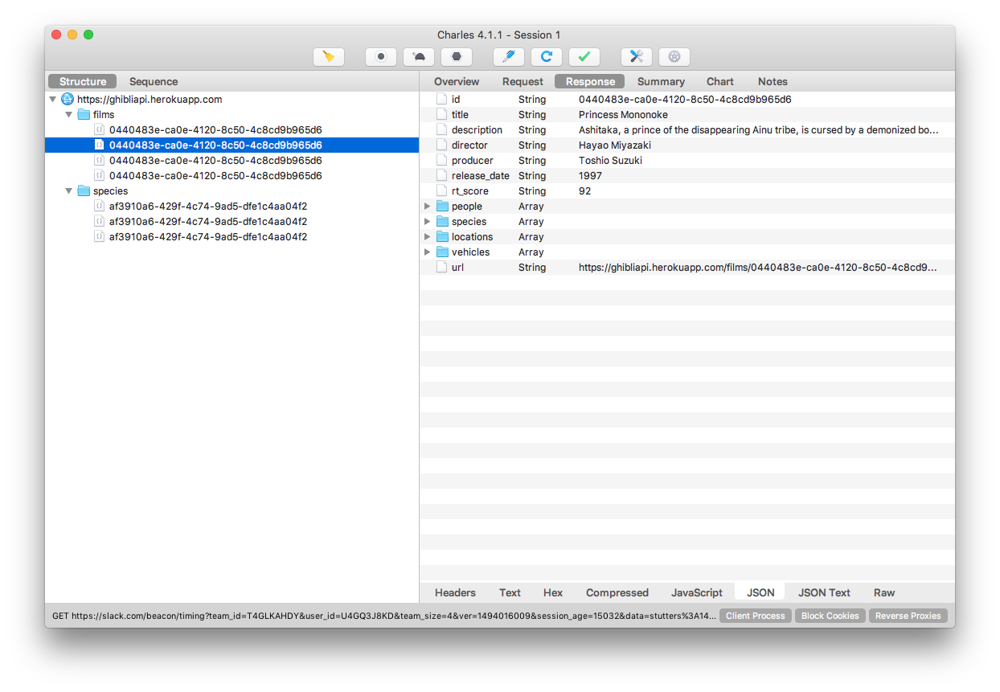 Charles 4.1.1 - Session 1
Structure Sequence
Overview Request Response Summary Chart Notes
https://ghibliapi.herokuapp.com
films
0440483e-ca0e-4120-8c50-4c8cd9b965d6
0440483e-ca0e-4120-8c50-4c8cd9b965d6
0440483e-ca0e-4120-8c50-4c8cd9b965d6
0440483e-ca0e-4120-8c50-4c8cd9b965d6
species
af3910a6-429f-4c74-9ad5-dfe1c4aa04f2
af3910a6-429f-4c74-9ad5-dfe1c4aa04f2
af3910a6-429f-4c74-9ad5-dfe1c4aa04f2
id String 0440483e-ca0e-4120-8c50-4c8cd9b965d6
title String Princess Mononoke
description String Ashitaka, a prince of the disappearing Ainu tribe, is cursed by a demonized bo...
director String Hayao Miyazaki
producer String Toshio Suzuki
release_date String 1997
rt_score String 92
people Array
species Array
locations Array
vehicles Array
url String https://ghibliapi.herokuapp.com/films/0440483e-ca0e-4120-8c50-4c8cd9...
Headers Text Hex Compressed JavaScript JSON JSON Text Raw
GET https://slack.com/beacon/timing?team_id=T4GLKAHDY&user_id=U4GQ3J8KD&team_size=4&ver=1494016009&session_age=15032&data=stutters%3A14... Client Process Block Cookies Reverse Proxies